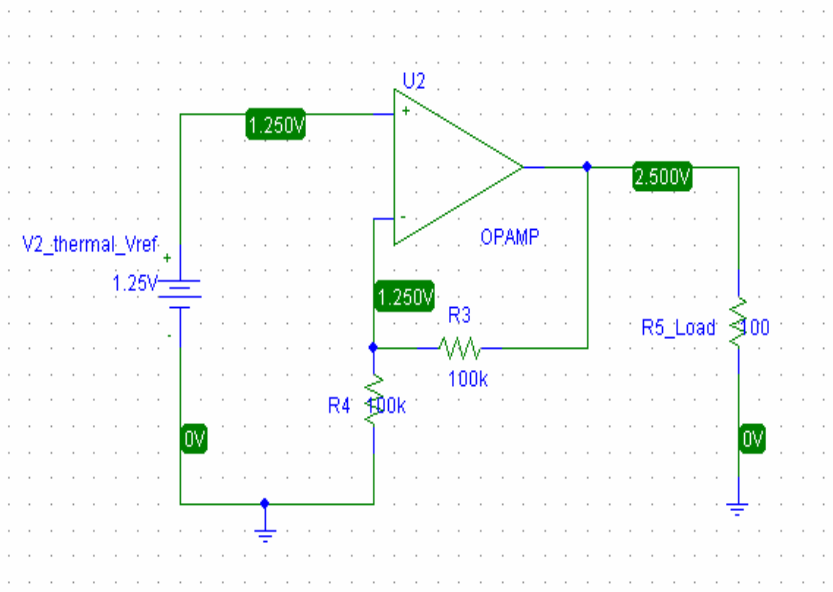 U2
+
1.250V
2.500V
-
OPAMP
V2_thermal_Vref
+
1.25V
-
1.250V
R3
100k
R5_Load 100
R4 100k
0V
0V